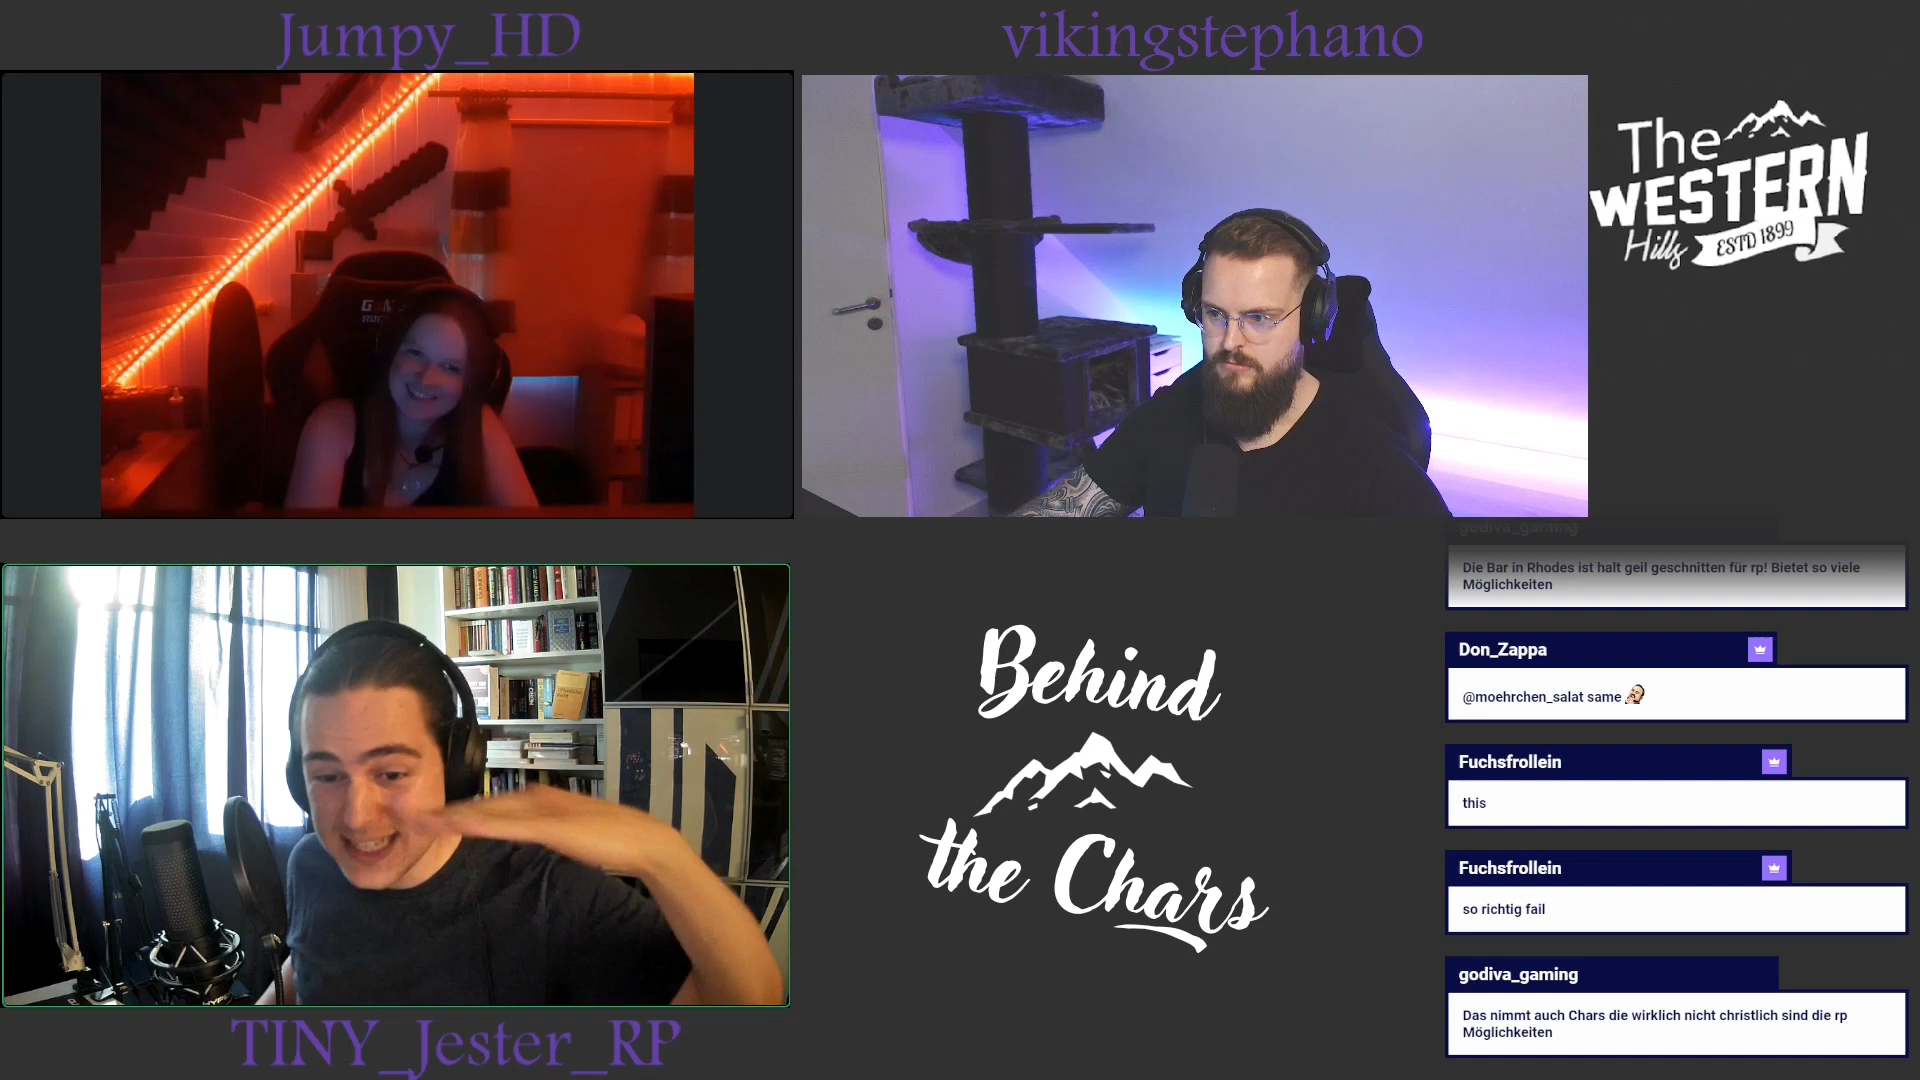 Jumpy_HD
vikingstephano
The
WESTERN
Hills
ESTD 1899
godiva_gaming
Die Bar in Rhodes ist halt geil geschnitten für rp! Bietet so viele
Möglichkeiten
Don_Zappa
@moehrchen_salat same
Fuchsfrollein
this
Fuchsfrollein
so richtig fail
godiva_gaming
Das nimmt auch Chars die wirklich nicht christlich sind die rp
Möglichkeiten
Behind
the Chars
TINY_Jester_RP